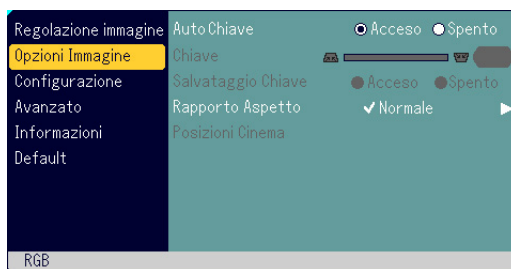 Regolazione immagine Auto Chiave Acceso Spento
Opzioni Immagine Chiave
Configurazione Salvataggio Chiave Acceso Spento
Avanzato Rapporto Aspetto Normale
Informazioni Posizioni Cinema
Default
RGB